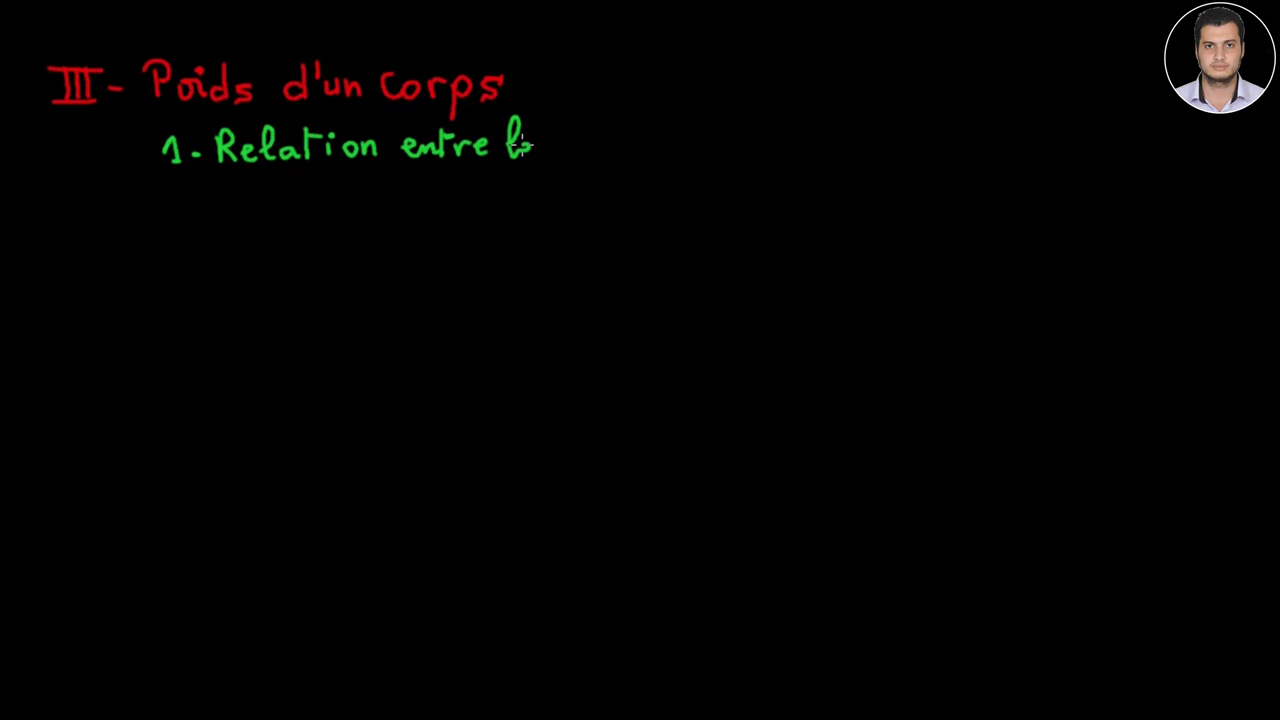 III- Poids d'un corps
1. Relation entre